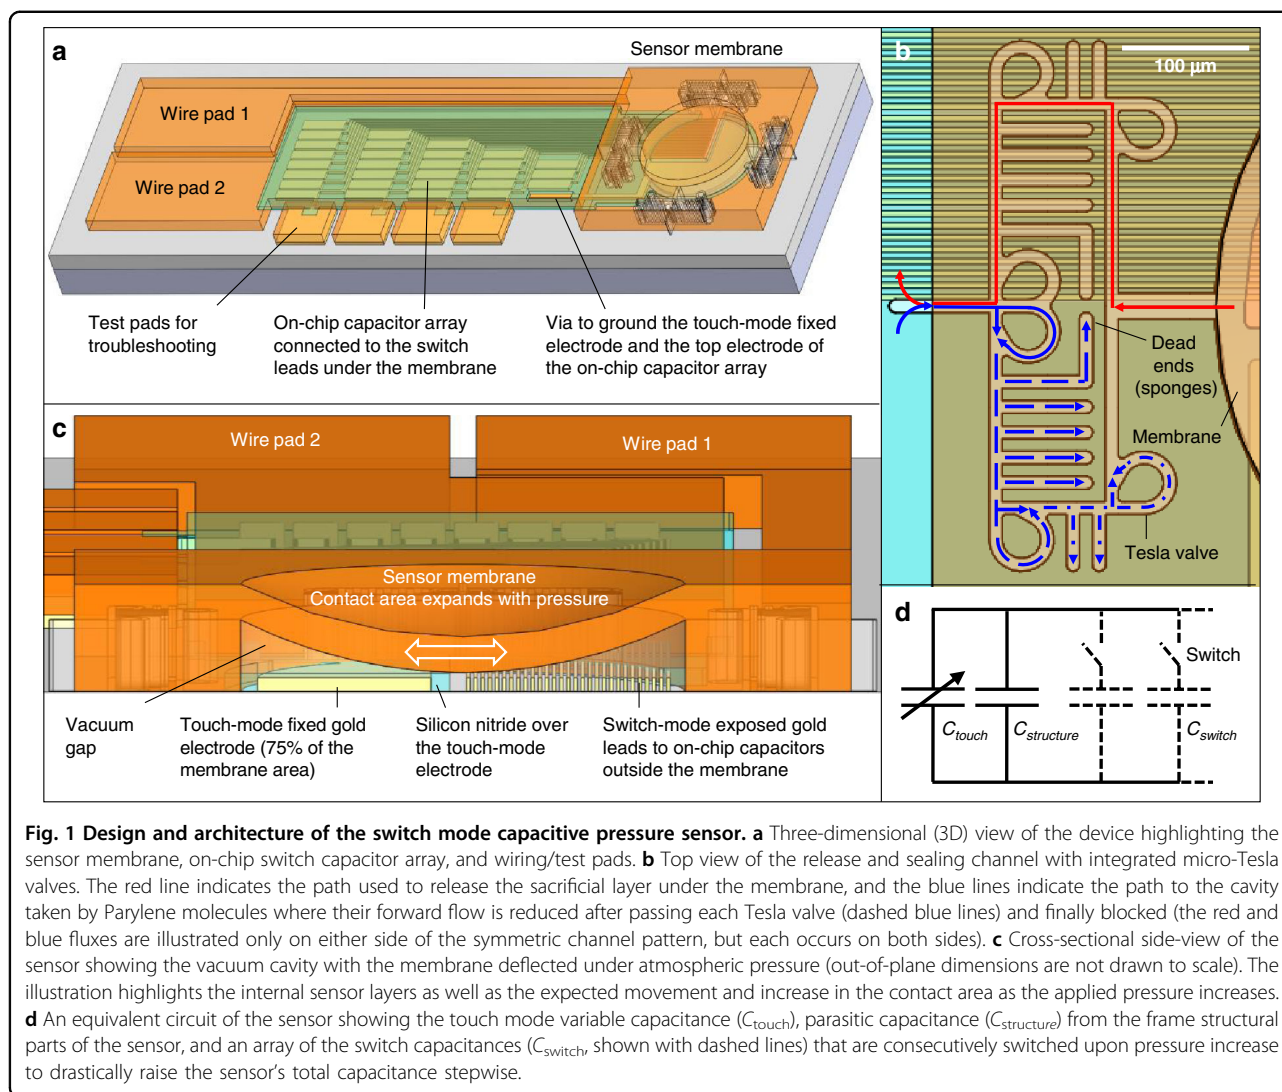 a
Sensor membrane
Wire pad 1
Wire pad 2
Test pads for
troubleshooting
On-chip capacitor array
connected to the switch
leads under the membrane
Via to ground the touch-mode fixed
electrode and the top electrode of
the on-chip capacitor array
b
100 μm
Dead
ends
(sponges)
Membrane
Tesla valve
c
Wire pad 2
Wire pad 1
Sensor membrane
Contact area expands with pressure
Vacuum
gap
Touch-mode fixed gold
electrode (75% of the
membrane area)
Silicon nitride over
the touch-mode
electrode
Switch-mode exposed gold
leads to on-chip capacitors
outside the membrane
d
Switch
Ctouch
Cstructure
Cswitch
Fig. 1 Design and architecture of the switch mode capacitive pressure sensor. a Three-dimensional (3D) view of the device highlighting the
sensor membrane, on-chip switch capacitor array, and wiring/test pads. b Top view of the release and sealing channel with integrated micro-Tesla
valves. The red line indicates the path used to release the sacrificial layer under the membrane, and the blue lines indicate the path to the cavity
taken by Parylene molecules where their forward flow is reduced after passing each Tesla valve (dashed blue lines) and finally blocked (the red and
blue fluxes are illustrated only on either side of the symmetric channel pattern, but each occurs on both sides). c Cross-sectional side-view of the
sensor showing the vacuum cavity with the membrane deflected under atmospheric pressure (out-of-plane dimensions are not drawn to scale). The
illustration highlights the internal sensor layers as well as the expected movement and increase in the contact area as the applied pressure increases.
d An equivalent circuit of the sensor showing the touch mode variable capacitance (Ctouch), parasitic capacitance (Cstructure) from the frame structural
parts of the sensor, and an array of the switch capacitances (Cswitch, shown with dashed lines) that are consecutively switched upon pressure increase
to drastically raise the sensor's total capacitance stepwise.